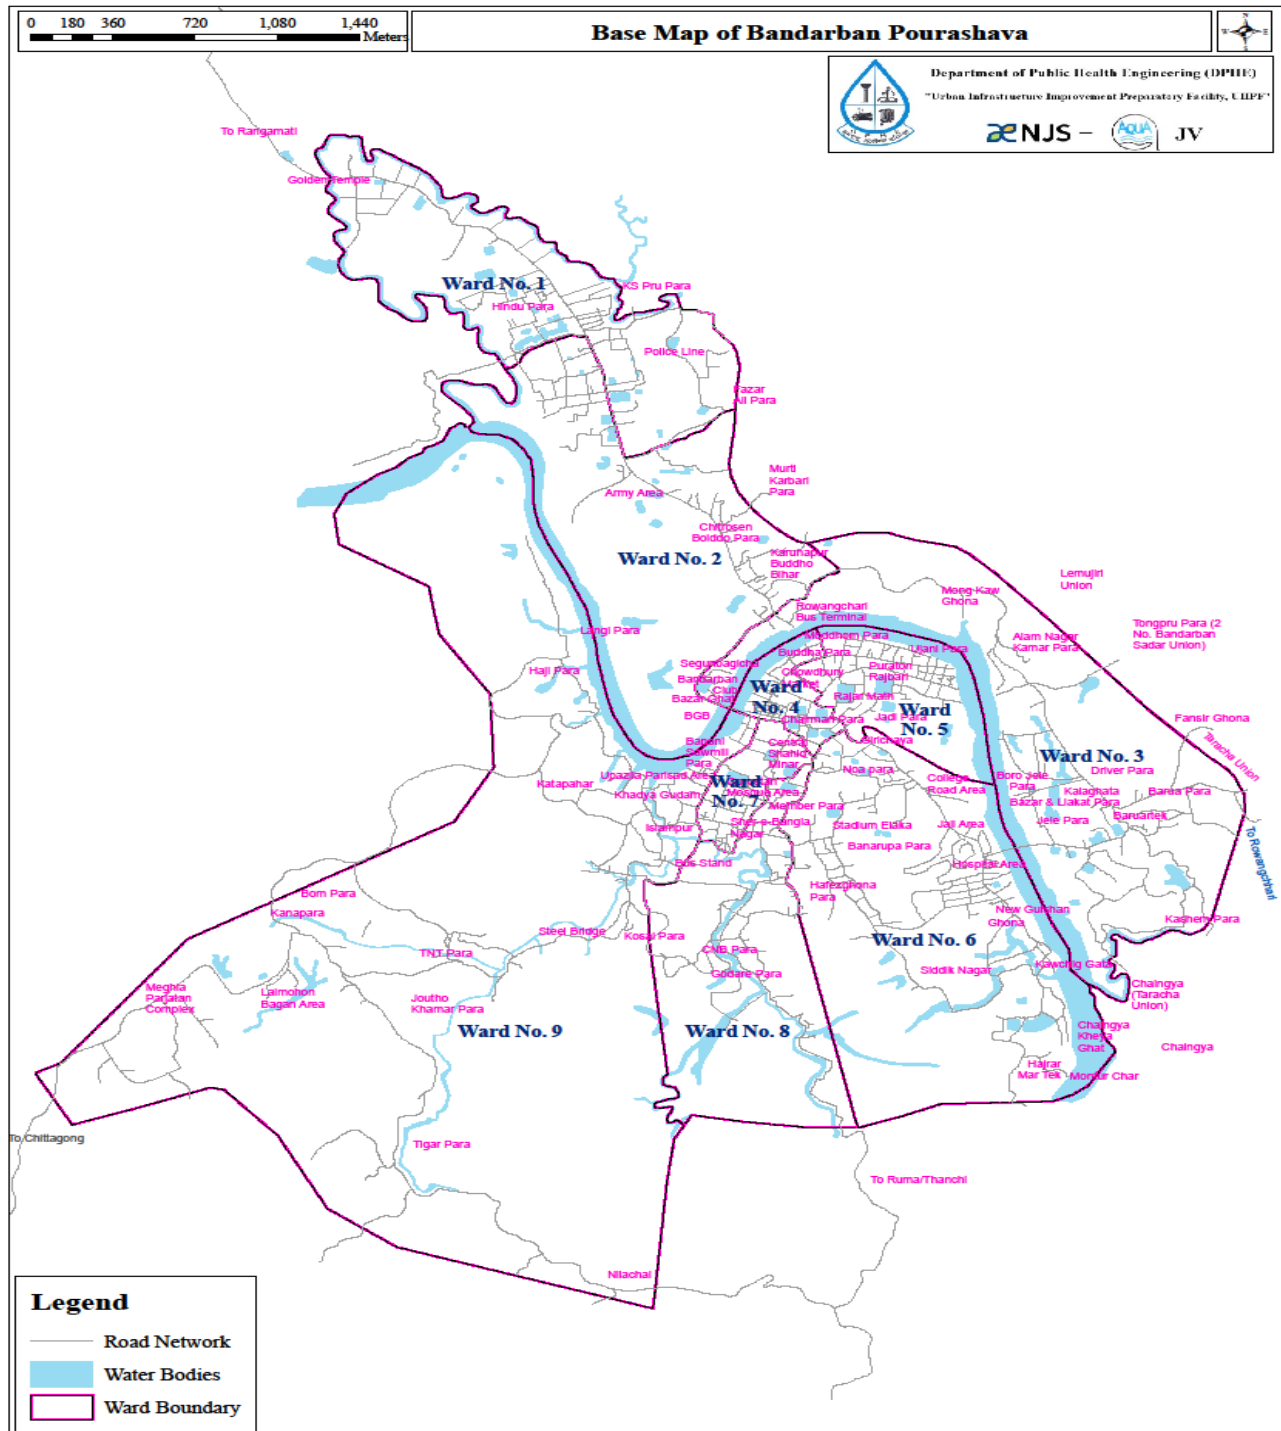 0 180 360 720 1,080 1,440
Meters
Base Map of Bandarban Pourashava
N
W
E
S
Department of Public Health Engineering (DPHE)
"Urban Infrastructure Improvement Preparatory Facility, UIIPF"
NJS – AQUA JV
To Rangamati
Golden Temple
Ward No. 1
KS Pru Para
Hindu Para
Police Line
Fazar
Ali Para
Murti
Karbari
Para
Army Area
Chitrosen
Boiddo Para
Ward No. 2
Karunapur
Buddho
Bihar
Lemujiri
Union
Mong Kaw
Ghona
Rowangchari
Bus Terminal
Tongpru Para (2
No. Bandarban
Sadar Union)
Langi Para
Moddhom Para
Alam Nagar
Kamar Para
Buddha Para
Ujani Para
Segunbagicha
Haji Para
Chowdhury
Market
Puraton
Rajbari
Bandarban
Club
Ward
No. 4
Rajar Math
Bazar Ghat
BGB
Chairman Para
Jadi Para
Ward
No. 5
Fansir Ghona
Banani
Sawmill
Para
Central
Shahid
Minar
Ward No. 3
Taracha Union
Upazila Parisad Area
Noa para
Driver Para
Katapahar
Ward
No. 7
College
Road Area
Boro Jele
Para
Khadya Gudam
Mosque Area
Kalaghata
Bazar & Liakat Para
Barua Para
Member Para
Islampur
Sher-e-Bangla
Nagar
Stadium Elaka
Jail Area
Jele Para
Baruartek
Banarupa Para
To Rowangchhari
Bus Stand
Hospital Area
Bom Para
Hafezghona
Para
Kanapara
New Gulshan
Ghona
Kashem Para
Steel Bridge
Kosai Para
Ward No. 6
TNT Para
CNB Para
Siddik Nagar
Godare Para
Meghla
Parjatan
Complex
Lalmohon
Bagan Area
Joutho
Khamar Para
Chaingya
(Taracha
Union)
Ward No. 9
Ward No. 8
Chaingya
Kheya
Ghat
Chaingya
Hajrar
Mar Tek
Monjur Char
To Chittagong
Tigar Para
To Ruma/Thanchi
Nilachal
Legend
Road Network
Water Bodies
Ward Boundary